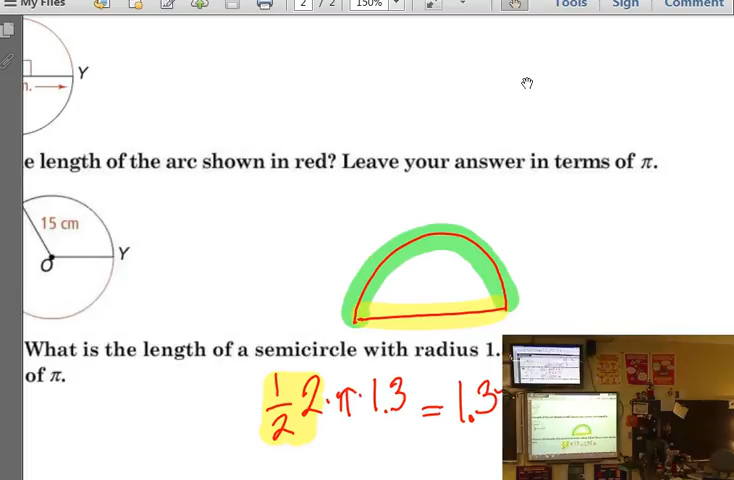 My Files 2 / 2 150% Tools Sign Comment
Y
n.
e length of the arc shown in red? Leave your answer in terms of π.
15 cm
Y
O
What is the length of a semicircle with radius 1.
of π.
1/2 2 · π · 1.3 = 1.3